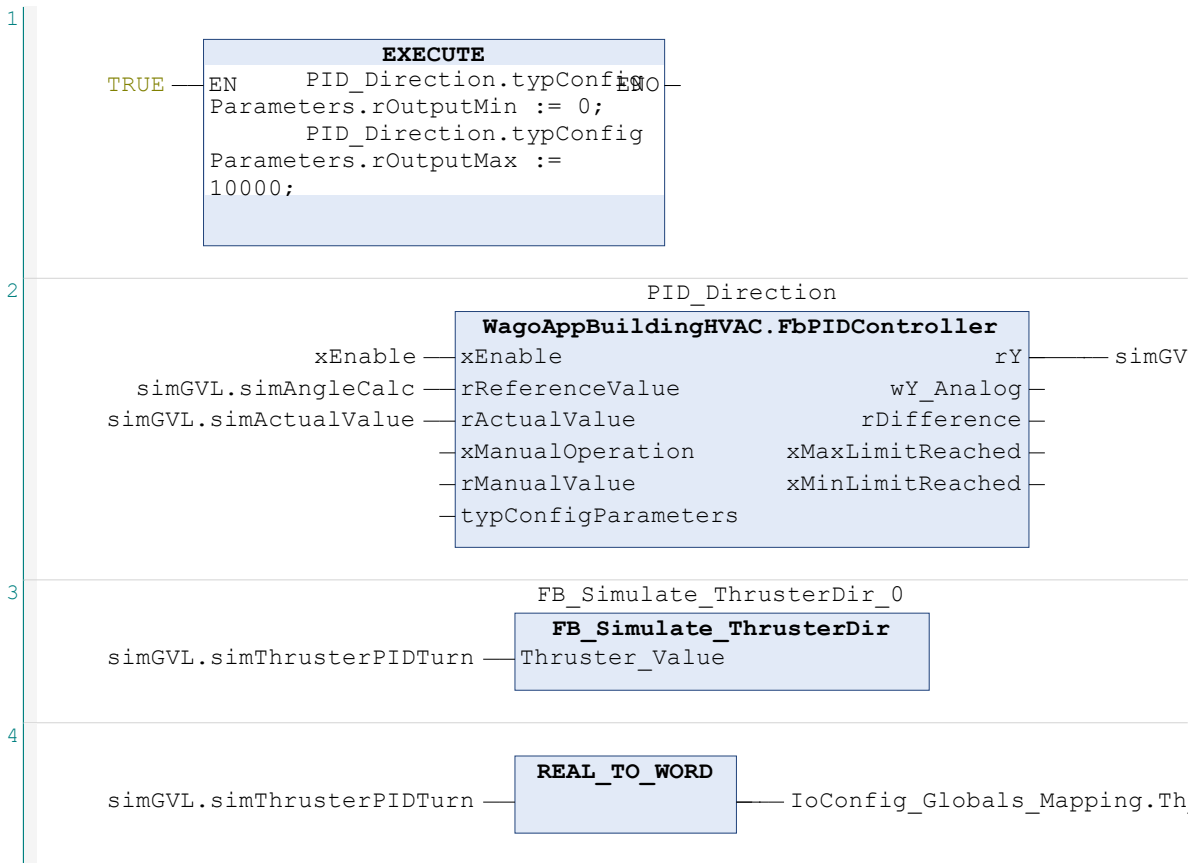 1
EXECUTE
TRUE EN PID_Direction.typConfig ENO
Parameters.rOutputMin := 0;
PID_Direction.typConfig
Parameters.rOutputMax :=
10000;
2
PID_Direction
WagoAppBuildingHVAC.FbPIDController
xEnable xEnable rY simGV
simGVL.simAngleCalc rReferenceValue wY_Analog
simGVL.simActualValue rActualValue rDifference
xManualOperation xMaxLimitReached
rManualValue xMinLimitReached
typConfigParameters
3
FB_Simulate_ThrusterDir_0
FB_Simulate_ThrusterDir
simGVL.simThrusterPIDTurn Thruster_Value
4
REAL_TO_WORD
simGVL.simThrusterPIDTurn IoConfig_Globals_Mapping.Th